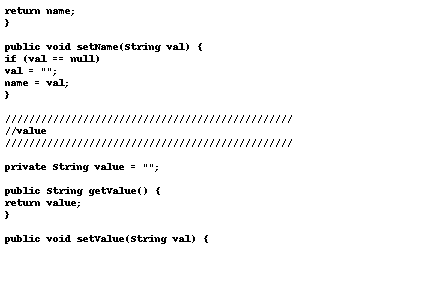 return name;
}
public void setName(String val) {
if (val == null)
val = "";
name = val;
}
////////////////////////////////////////////////
//value
////////////////////////////////////////////////
private String value = "";
public String getValue() {
return value;
}
public void setValue(String val) {